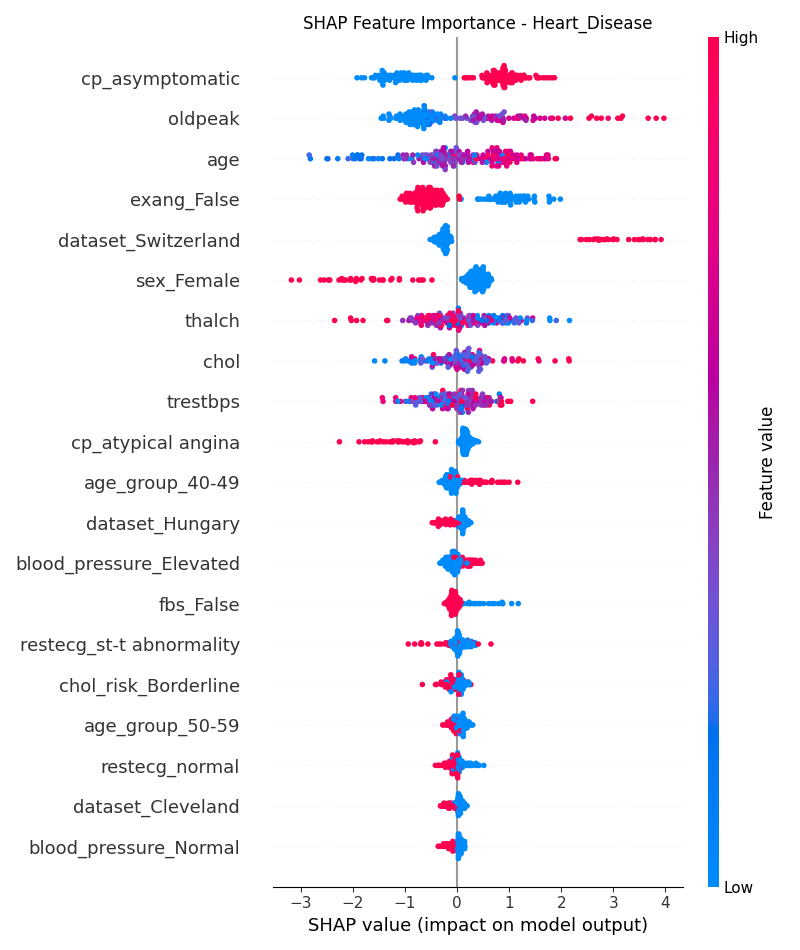 SHAP Feature Importance - Heart_Disease
High
cp_asymptomatic
oldpeak
age
exang_False
dataset_Switzerland
sex_Female
thalch
chol
trestbps
cp_atypical angina
age_group_40-49
dataset_Hungary
blood_pressure_Elevated
fbs_False
restecg_st-t abnormality
chol_risk_Borderline
age_group_50-59
restecg_normal
dataset_Cleveland
blood_pressure_Normal
Feature value
Low
−3 −2 −1 0 1 2 3 4
SHAP value (impact on model output)